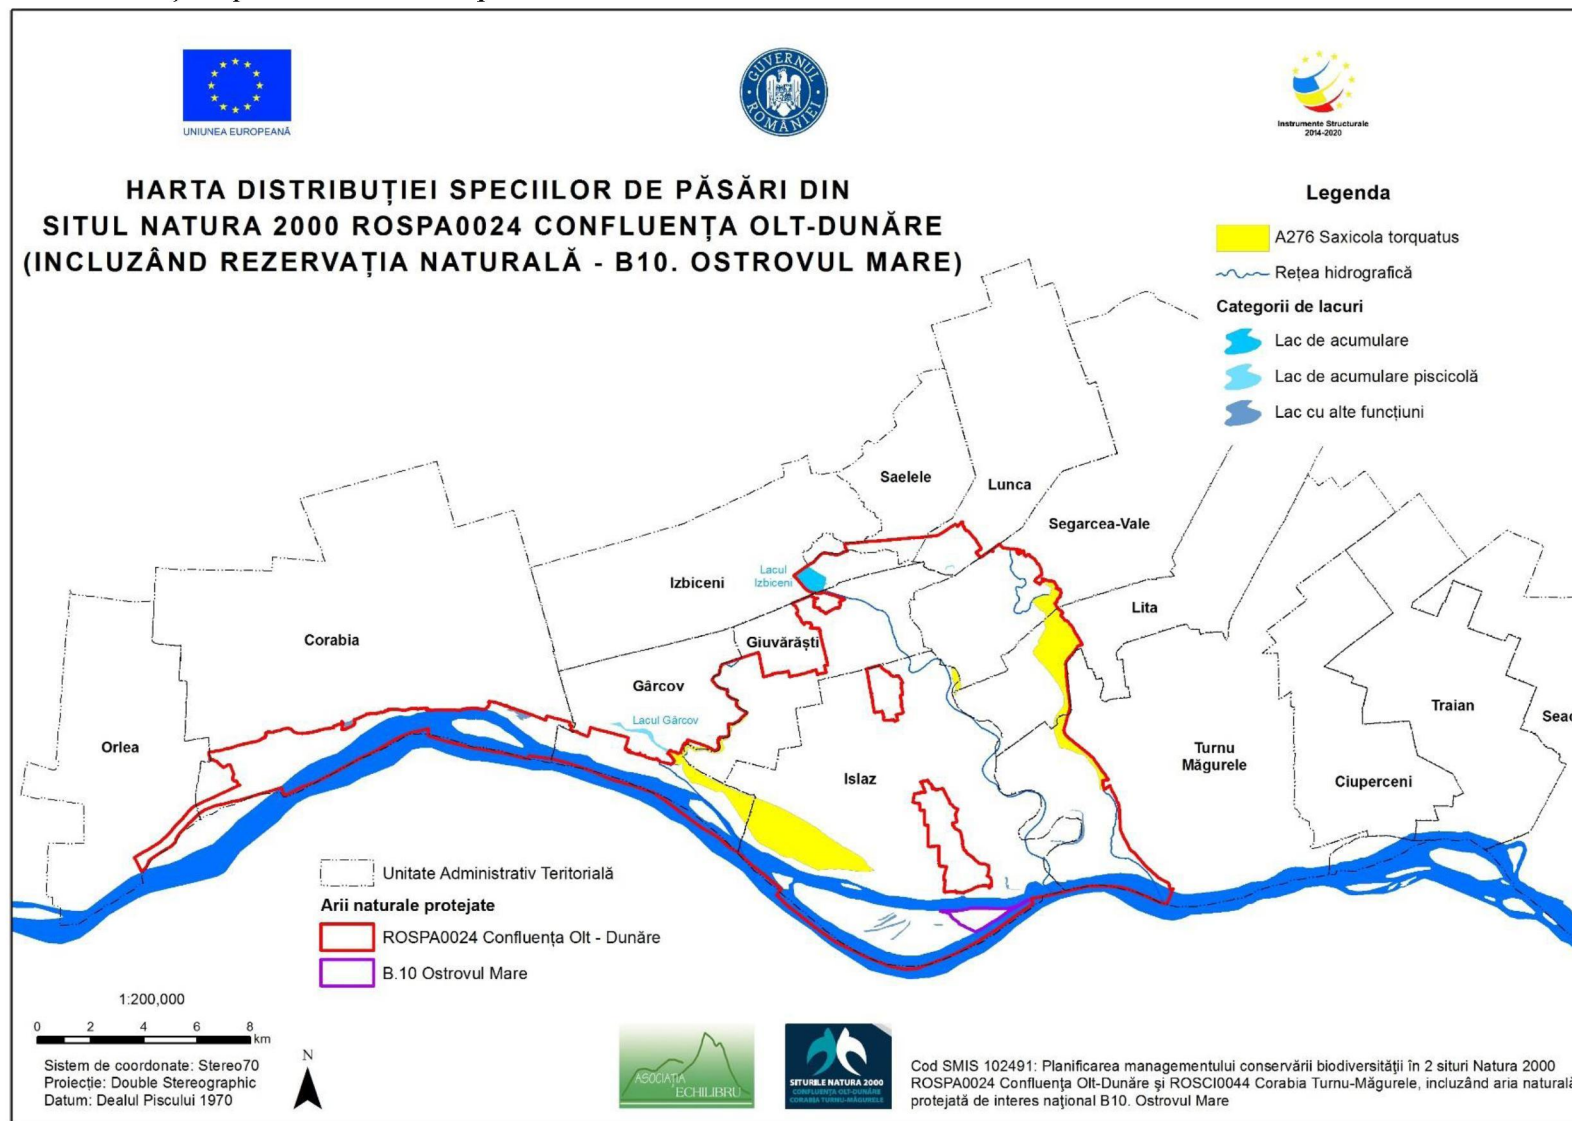 UNIUNEA EUROPEANĂ
GUVERNUL ROMÂNIEI
Instrumente Structurale
2014-2020
HARTA DISTRIBUȚIEI SPECIILOR DE PĂSĂRI DIN
SITUL NATURA 2000 ROSPA0024 CONFLUENȚA OLT-DUNĂRE
(INCLUZÂND REZERVAȚIA NATURALĂ - B10. OSTROVUL MARE)
Legenda
A276 Saxicola torquatus
Rețea hidrografică
Categorii de lacuri
Lac de acumulare
Lac de acumulare piscicolă
Lac cu alte funcțiuni
Saelele
Lunca
Segarcea-Vale
Lacul
Izbiceni
Izbiceni
Lita
Corabia
Giuvărăști
Gârcov
Lacul Gârcov
Orlea
Islaz
Turnu
Măgurele
Traian
Seac
Ciuperceni
Unitate Administrativ Teritorială
Arii naturale protejate
ROSPA0024 Confluența Olt - Dunăre
B.10 Ostrovul Mare
1:200,000
0 2 4 6 8
km
N
Sistem de coordonate: Stereo70
Proiecție: Double Stereographic
Datum: Dealul Piscului 1970
ASOCIAȚIA
ECHILIBRU
SITURILE NATURA 2000
CONFLUENȚA OLT-DUNĂRE
CORABIA TURNU-MĂGURELE
Cod SMIS 102491: Planificarea managementului conservării biodiversității în 2 situri Natura 2000
ROSPA0024 Confluența Olt-Dunăre și ROSCI0044 Corabia Turnu-Măgurele, incluzând aria naturală
protejată de interes național B10. Ostrovul Mare